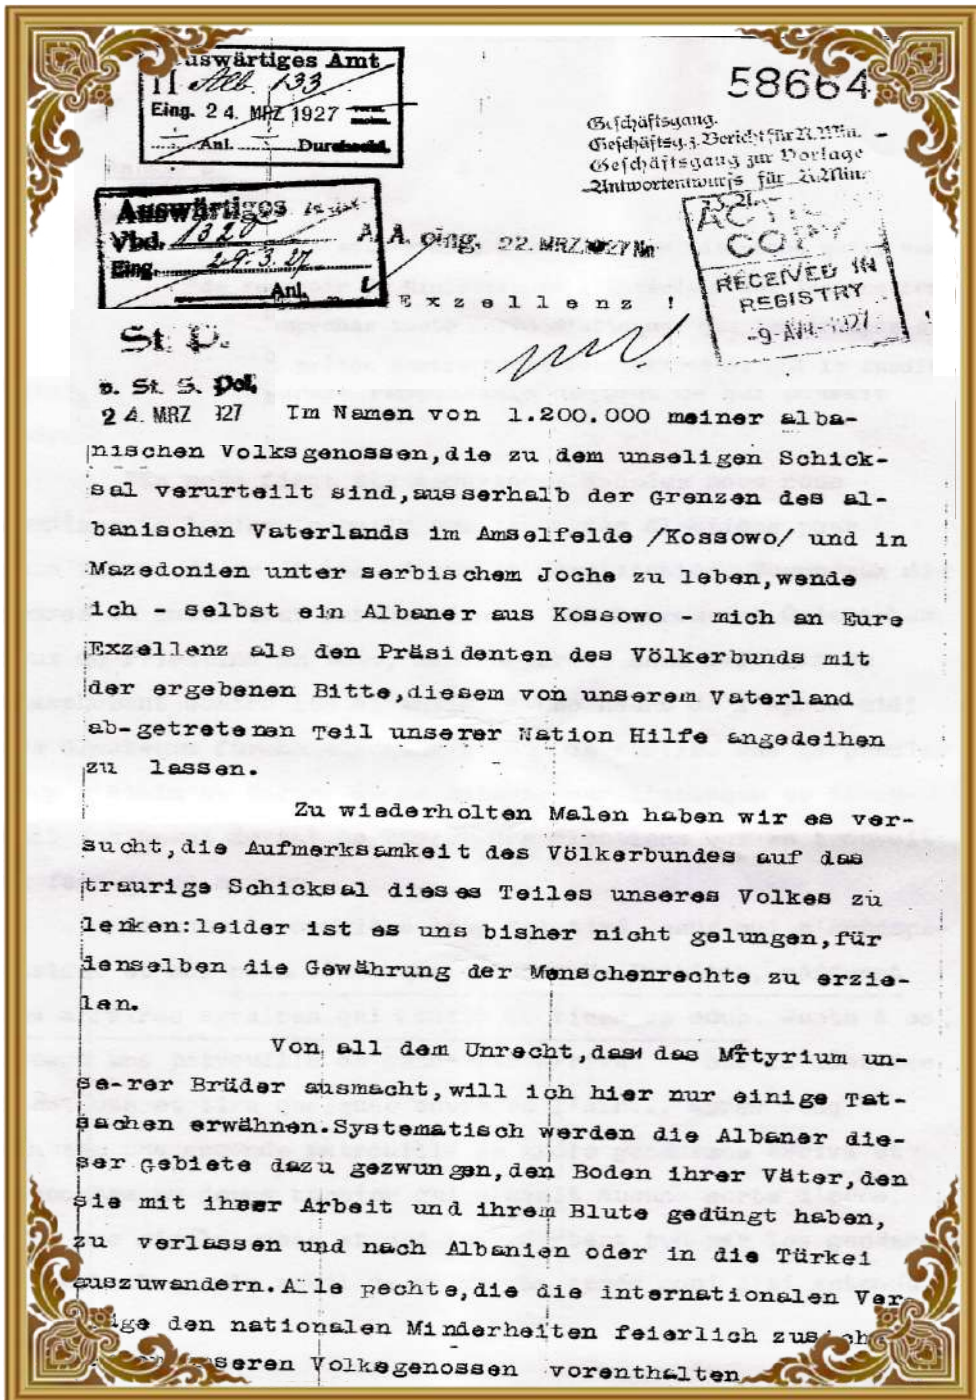 Auswärtiges Amt
II Alb. 133
Eing. 24. MRZ 1927
Anl. Durchschl.
58664
Geschäftsgang.
Geschäftsg. z. Bericht für R. Min.
Geschäftsgang zur Vorlage
Antwortentwurfs für R. Min.
Auswärtiges
Vbd. 1320
Eing. 29.3.27
Anl.
A. A. eing. 22. MRZ. 1927 Nm
COPY
RECEIVED IN
REGISTRY
-9 AVR 1927
Exzellenz !
St. P.
v. St. S. Pol.
24. MRZ 127
Im Namen von 1.200.000 meiner alba-
nischen Volksgenossen,die zu dem unseligen Schick-
sal verurteilt sind,ausserhalb der Grenzen des al-
banischen Vaterlands im Amselfelde /Kossowo/ und in
Mazedonien unter serbischem Joche zu leben,wende
ich - selbst ein Albaner aus Kossowo - mich an Eure
Exzellenz als den Präsidenten des Völkerbunds mit
der ergebenen Bitte,diesem von unserem Vaterland
ab-getretenen Teil unserer Nation Hilfe angedeihen
zu lassen.
Zu wiederholten Malen haben wir es ver-
sucht,die Aufmerksamkeit des Völkerbundes auf das
traurige Schicksal dieses Teiles unseres Volkes zu
lenken:leider ist es uns bisher nicht gelungen,für
denselben die Gewährung der Menschenrechte zu erzie-
len.
Von all dem Unrecht,das das Mrtyrium un-
se-rer Brüder ausmacht,will ich hier nur einige Tat-
sachen erwähnen.Systematisch werden die Albaner die-
ser Gebiete dazu gezwungen,den Boden ihrer Väter,den
sie mit ihrer Arbeit und ihrem Blute gedüngt haben,
zu verlassen und nach Albanien oder in die Türkei
auszuwandern.Alle Rechte,die die internationalen Ver-
den nationalen Minderheiten feierlich
unseren Volksgenossen vorenthalten